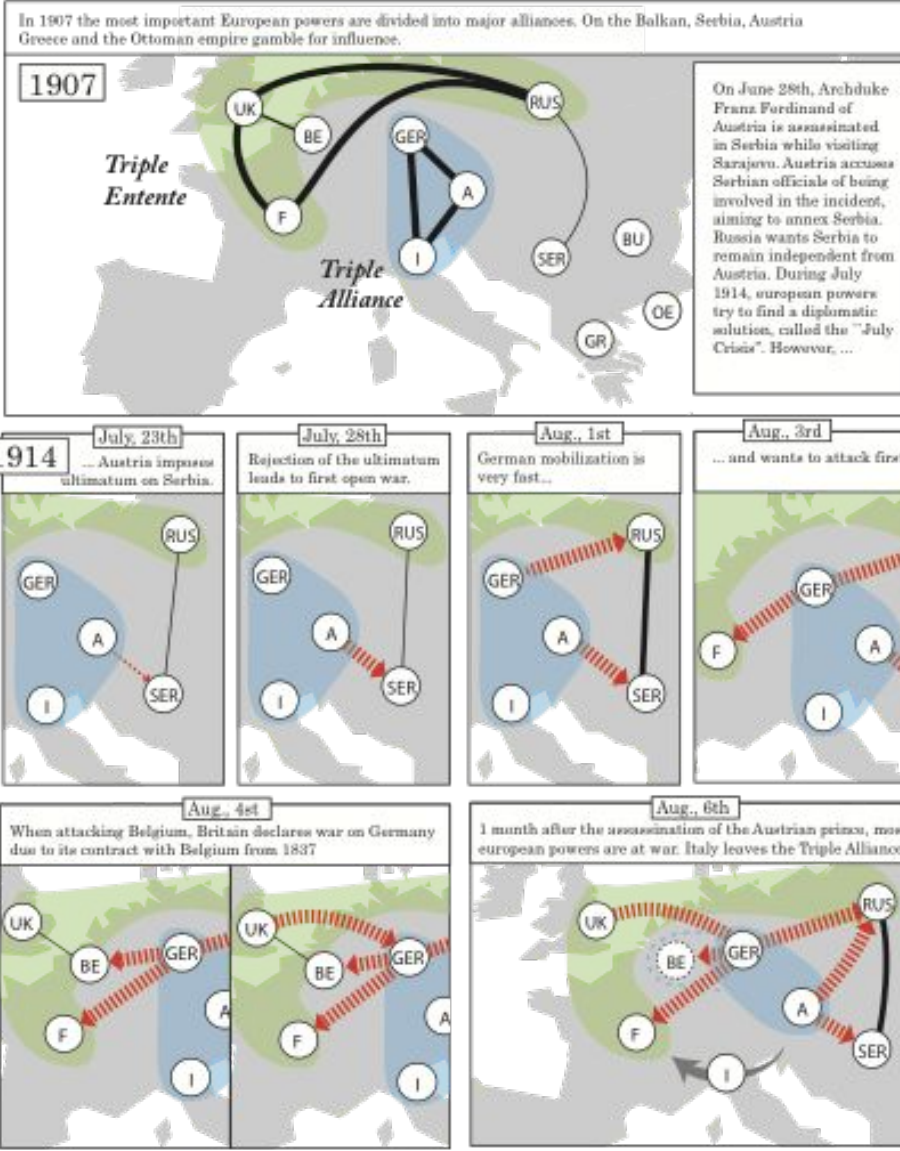 In 1907 the most important European powers are divided into major alliances. On the Balkan, Serbia, Austria
Greece and the Ottoman empire gamble for influence.
1907
UK
BE
RUS
GER
A
F
I
SER
BU
OE
GR
Triple
Entente
Triple
Alliance
On June 28th, Archduke
Franz Ferdinand of
Austria is assassinated
in Serbia while visiting
Sarajevo. Austria accuses
Serbian officials of being
involved in the incident,
aiming to annex Serbia.
Russia wants Serbia to
remain independent from
Austria. During July
1914, european powers
try to find a diplomatic
solution, called the ¨July
Crisis". However, ...
1914
July, 23th
... Austria imposes
ultimatum on Serbia.
RUS
GER
A
SER
I
July, 28th
Rejection of the ultimatum
leads to first open war.
RUS
GER
A
SER
I
Aug., 1st
German mobilization is
very fast...
RUS
GER
A
SER
I
Aug., 3rd
... and wants to attack first
GER
F
A
I
Aug., 4st
When attacking Belgium, Britain declares war on Germany
due to its contract with Belgium from 1837
UK
BE
GER
A
F
I
UK
BE
GER
A
F
I
Aug., 6th
1 month after the assassination of the Austrian prince, mos
european powers are at war. Italy leaves the Triple Alliance
UK
RUS
BE
GER
A
F
SER
I